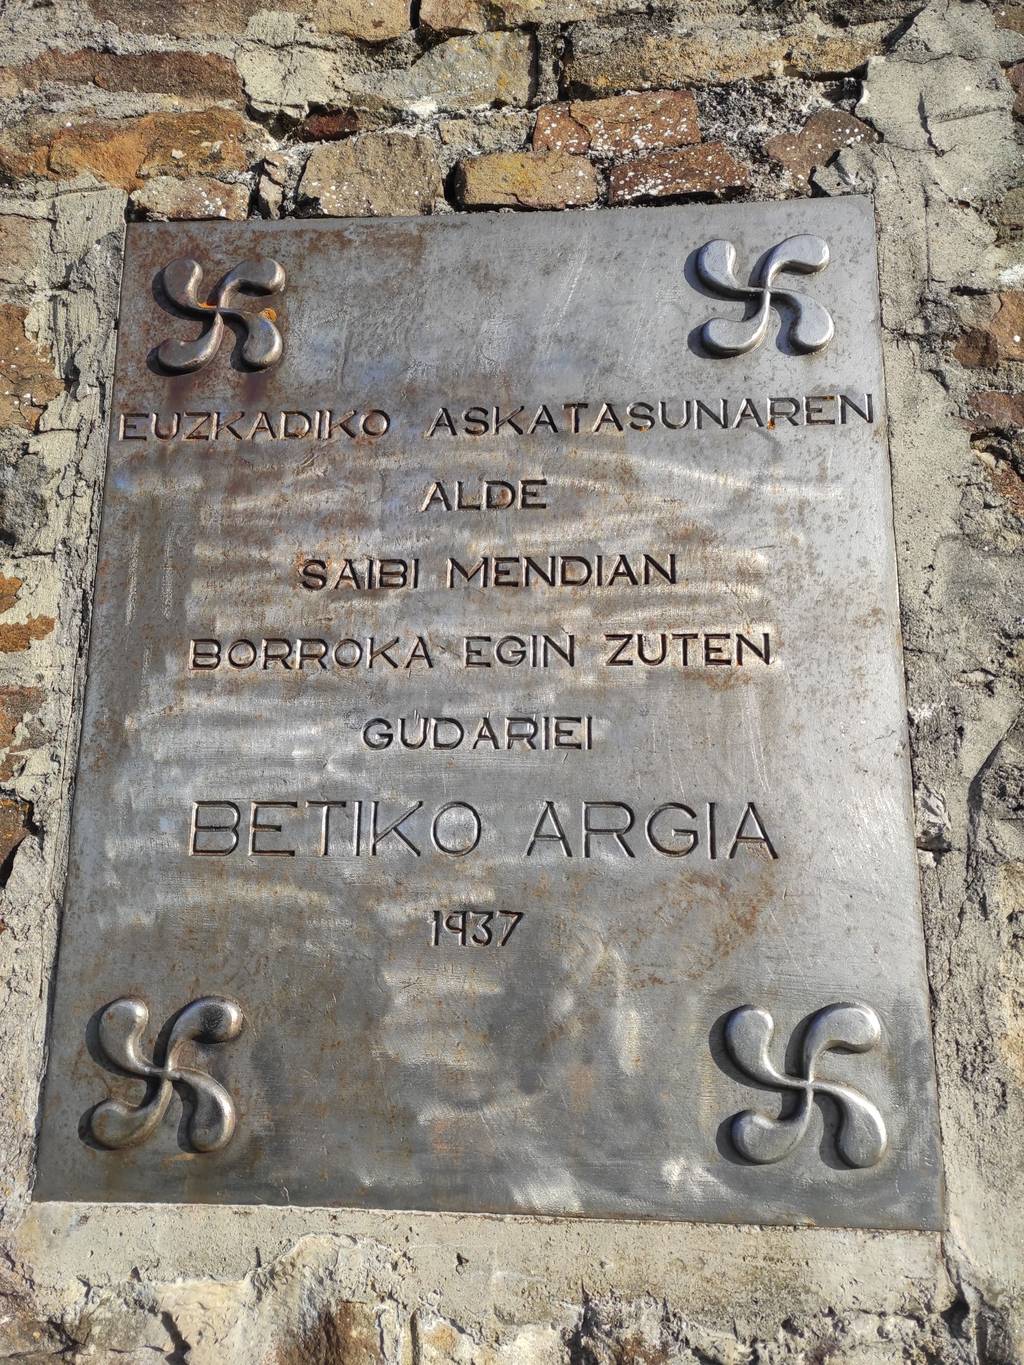 EUZKADIKO ASKATASUNAREN
ALDE
SAIBI MENDIAN
BORROKA EGIN ZUTEN
GUDARIEI
BETIKO ARGIA
1937